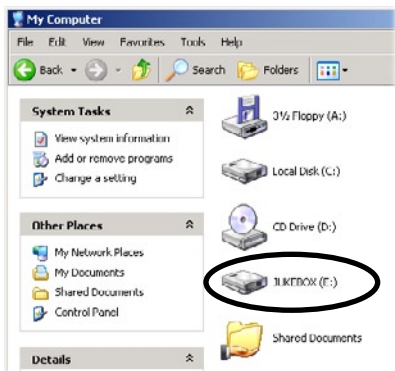 My Computer
File Edit View Favorites Tools Help
Back Search Folders
System Tasks
View system information
Add or remove programs
Change a setting
Other Places
My Network Places
My Documents
Shared Documents
Control Panel
Details
3½ Floppy (A:)
Local Disk (C:)
CD Drive (D:)
JUKEBOX (E:)
Shared Documents